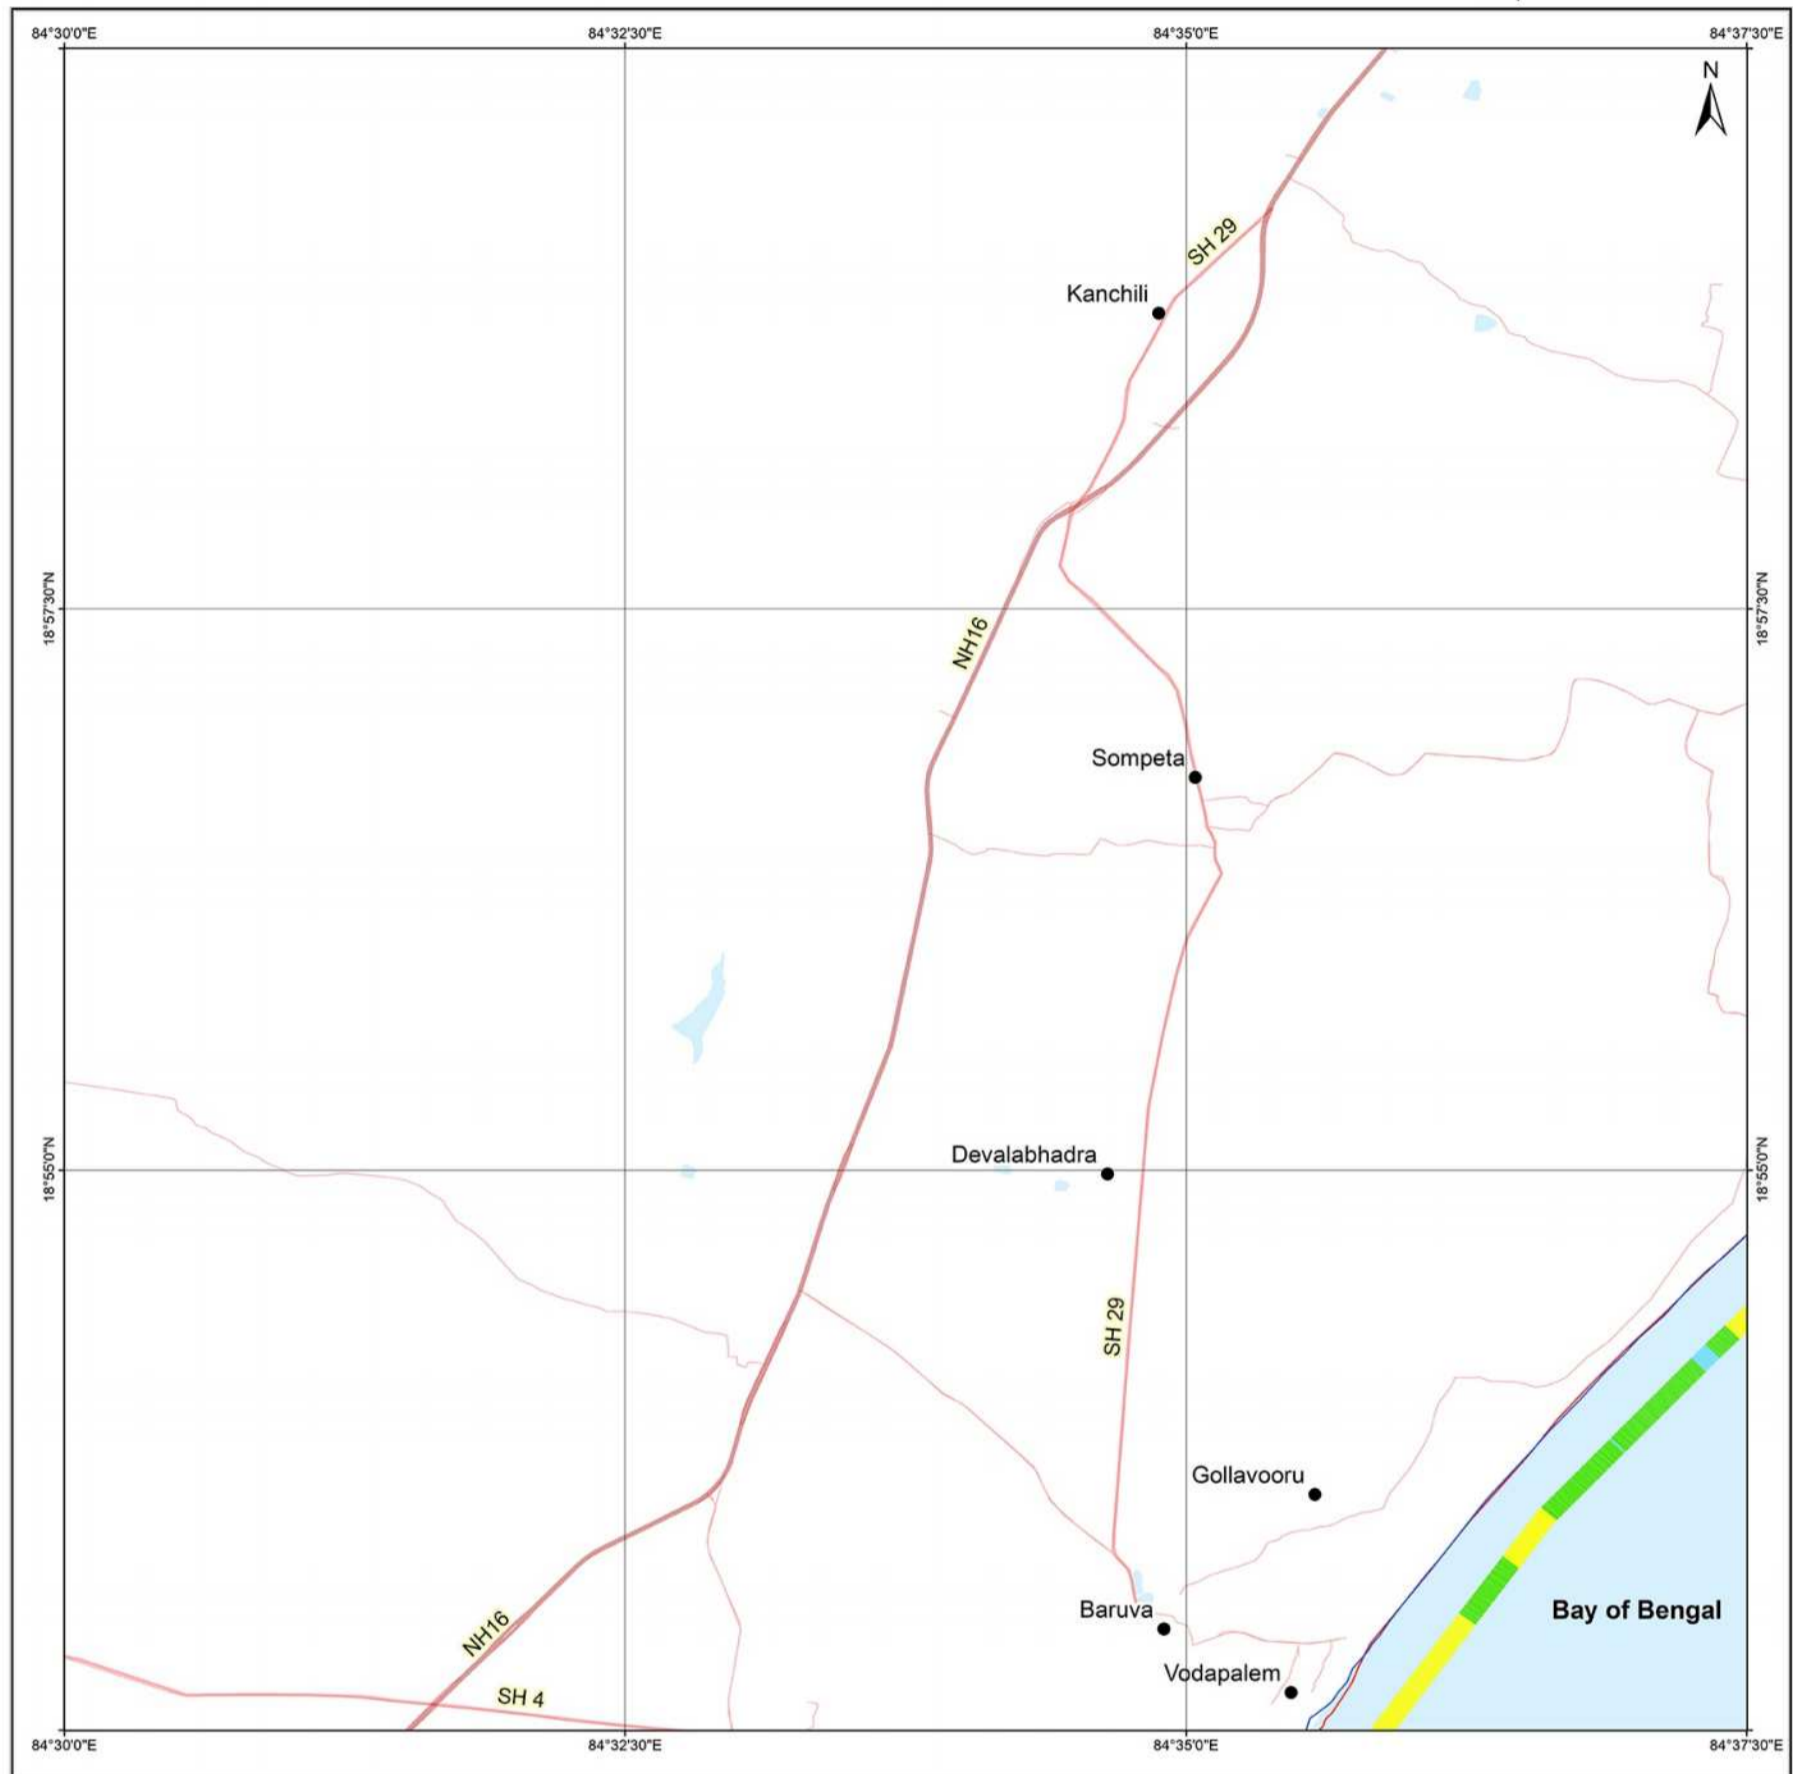 84°30'0"E 84°32'30"E 84°35'0"E 84°37'30"E
N
SH 29
Kanchili
18°57'30"N 18°57'30"N
NH16
Sompeta
18°55'0"N 18°55'0"N
Devalabhadra
SH 29
Gollavooru
Baruva
Bay of Bengal
NH16
Vodapalem
SH 4
84°30'0"E 84°32'30"E 84°35'0"E 84°37'30"E